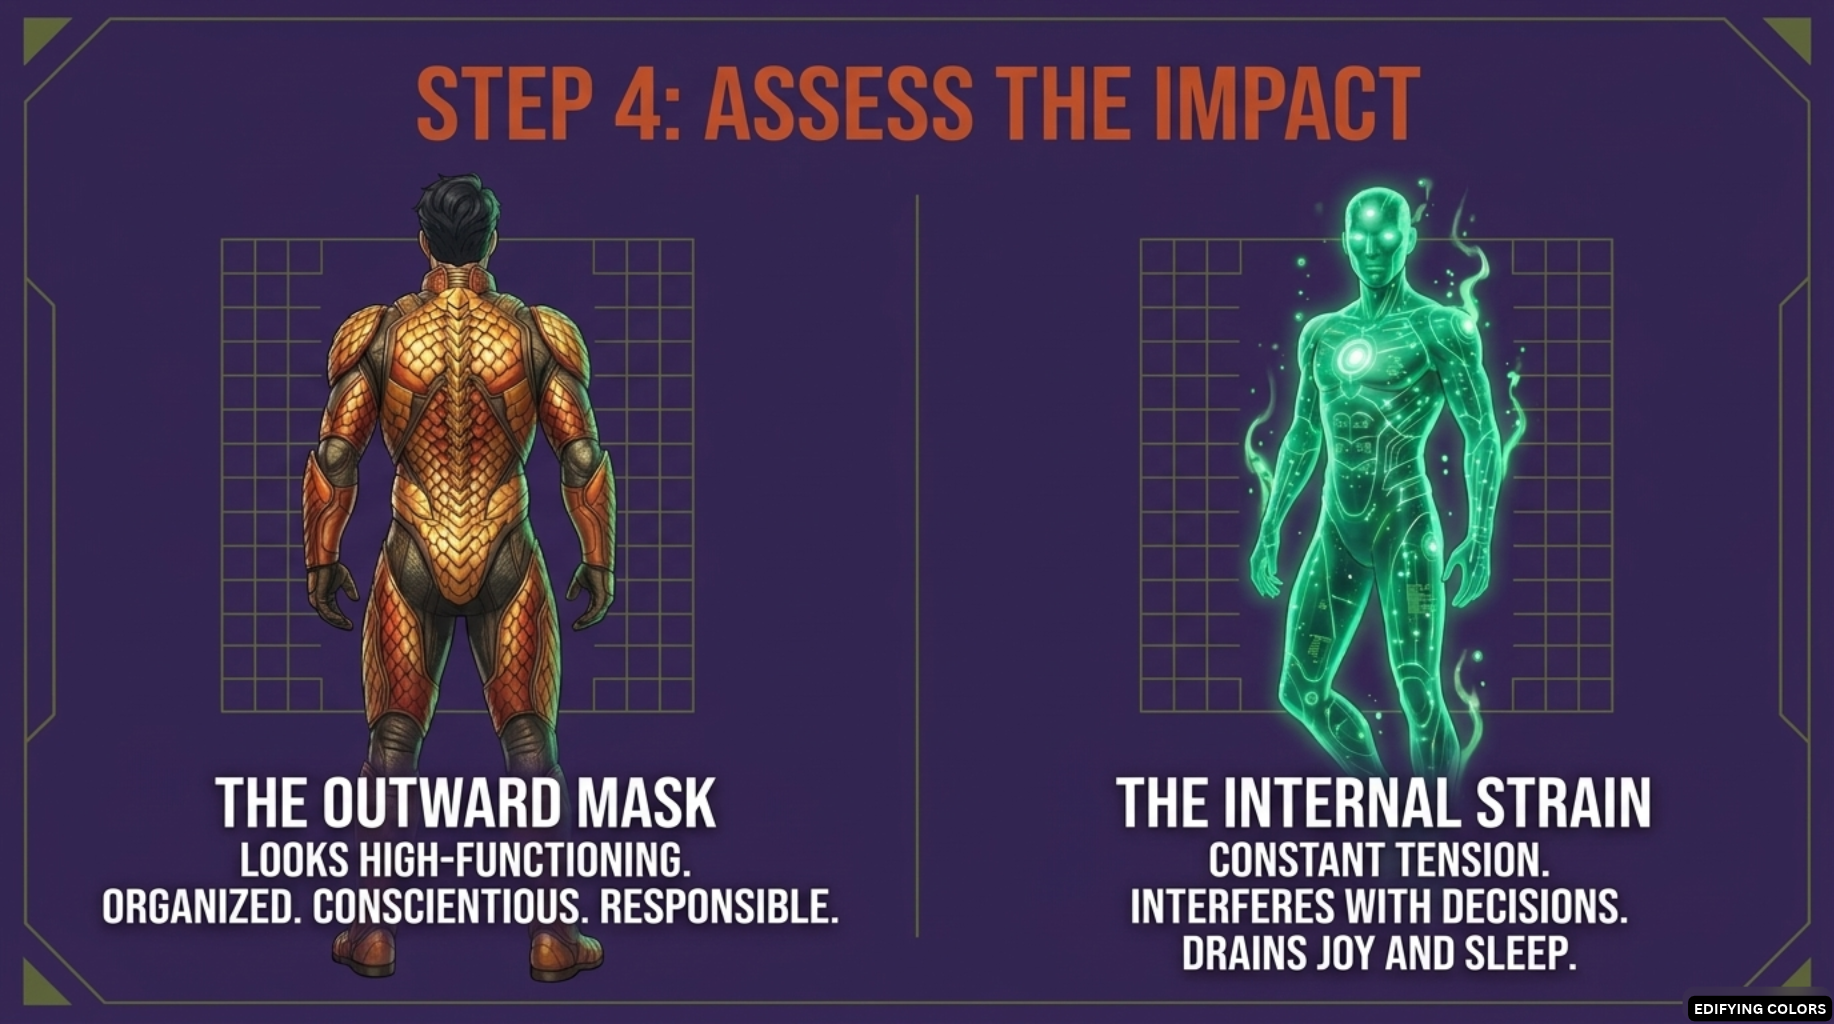 STEP 4: ASSESS THE IMPACT
THE OUTWARD MASK
LOOKS HIGH-FUNCTIONING.
ORGANIZED. CONSCIENTIOUS. RESPONSIBLE.
THE INTERNAL STRAIN
CONSTANT TENSION.
INTERFERES WITH DECISIONS.
DRAINS JOY AND SLEEP.
EDIFYING COLORS